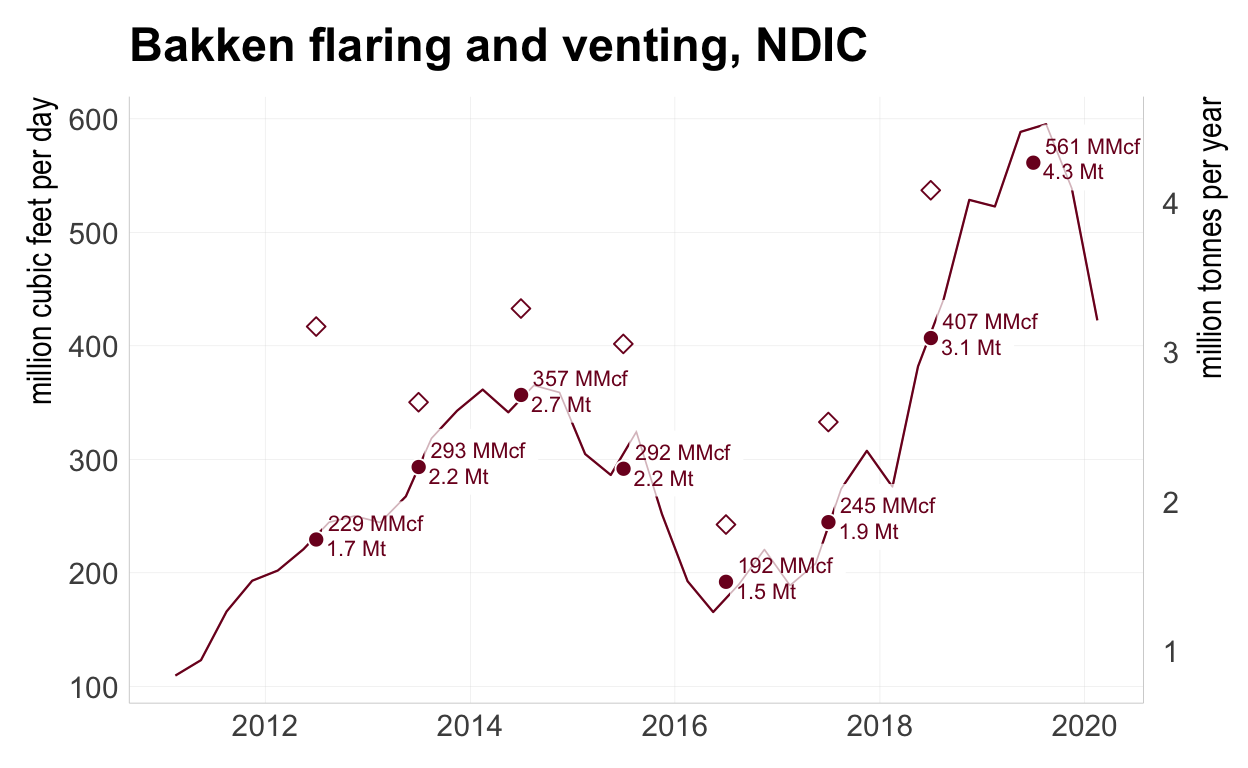 Bakken flaring and venting, NDIC
million cubic feet per day
600
500
400
300
200
100
229 MMcf
1.7 Mt
293 MMcf
2.2 Mt
357 MMcf
2.7 Mt
292 MMcf
2.2 Mt
192 MMcf
1.5 Mt
245 MMcf
1.9 Mt
407 MMcf
3.1 Mt
561 MMcf
4.3 Mt
4
3
2
1
million tonnes per year
2012 2014 2016 2018 2020